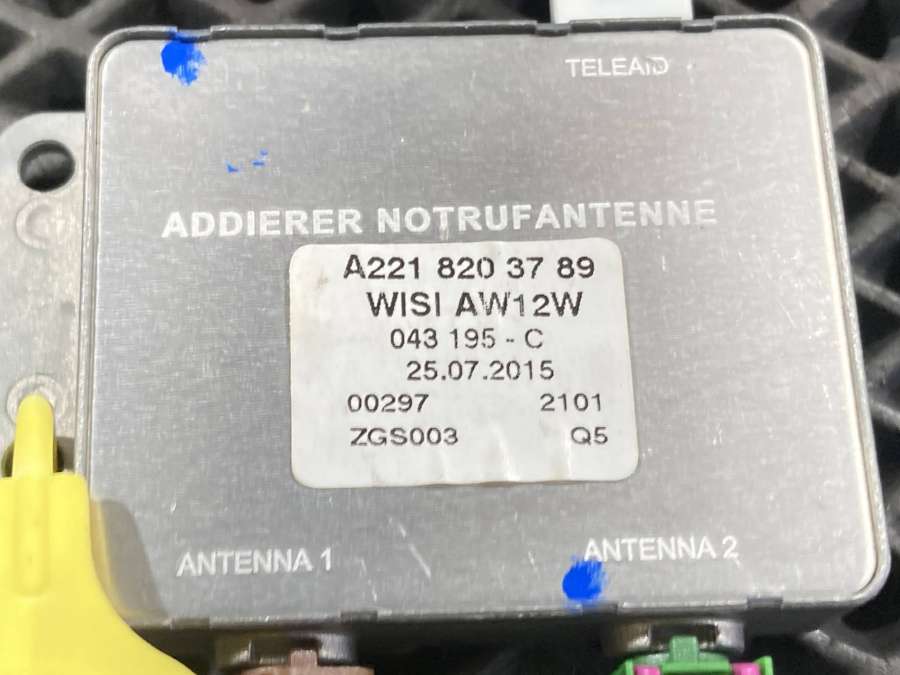 TELEAID
ADDIERER NOTRUFANTENNE
A221 820 37 89
WISI AW12W
043 195 - C
25.07.2015
00297 2101
ZGS003 Q5
ANTENNA 1 ANTENNA 2